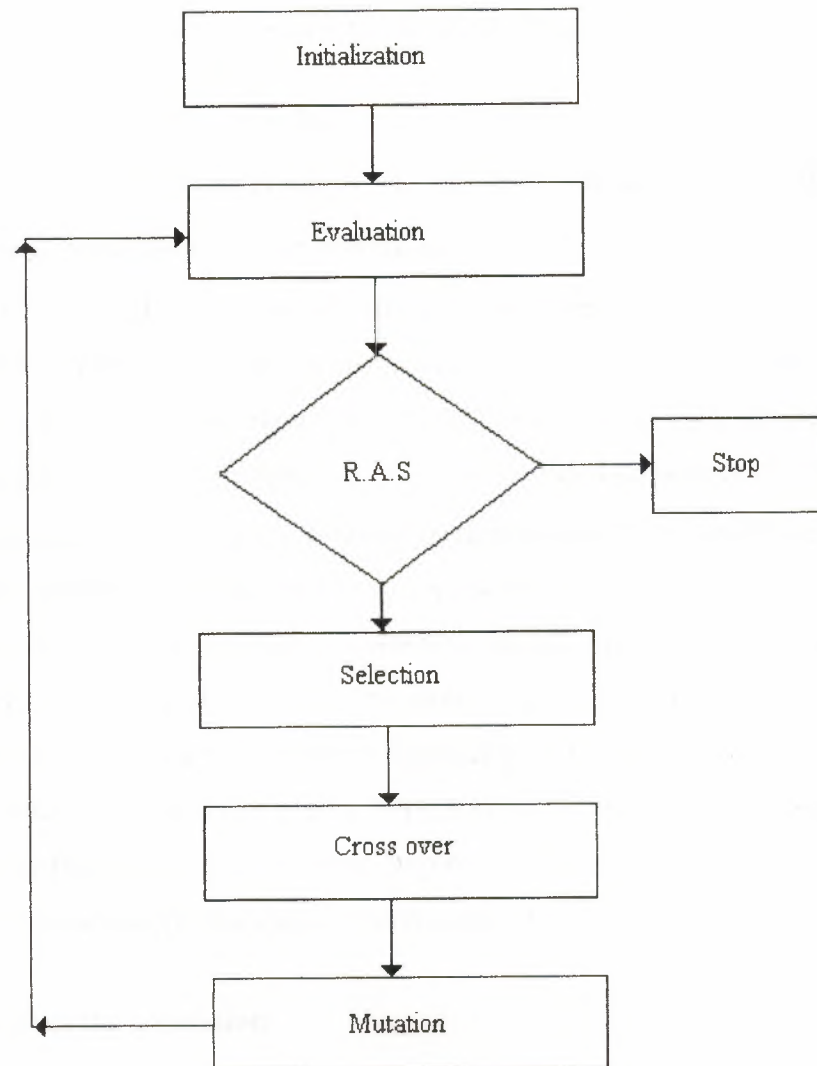 Initialization
Evaluation
R.A.S
Stop
Selection
Cross over
Mutation